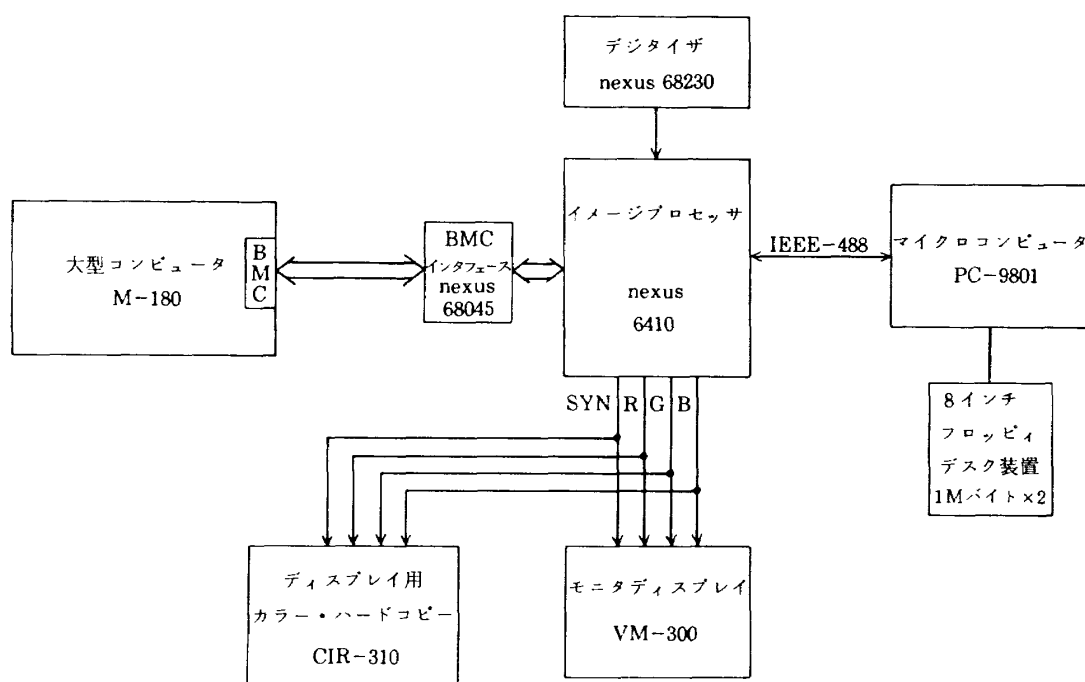 デジタイザ
nexus 68230
イメージプロセッサ
nexus
6410
大型コンピュータ
M-180
B
M
C
BMC
インタフェース
nexus
68045
IEEE-488
マイクロコンピュータ
PC-9801
8インチ
フロッピィ
デスク装置
1Mバイト×2
SYN R G B
ディスプレイ用
カラー・ハードコピー
CIR-310
モニタディスプレイ
VM-300